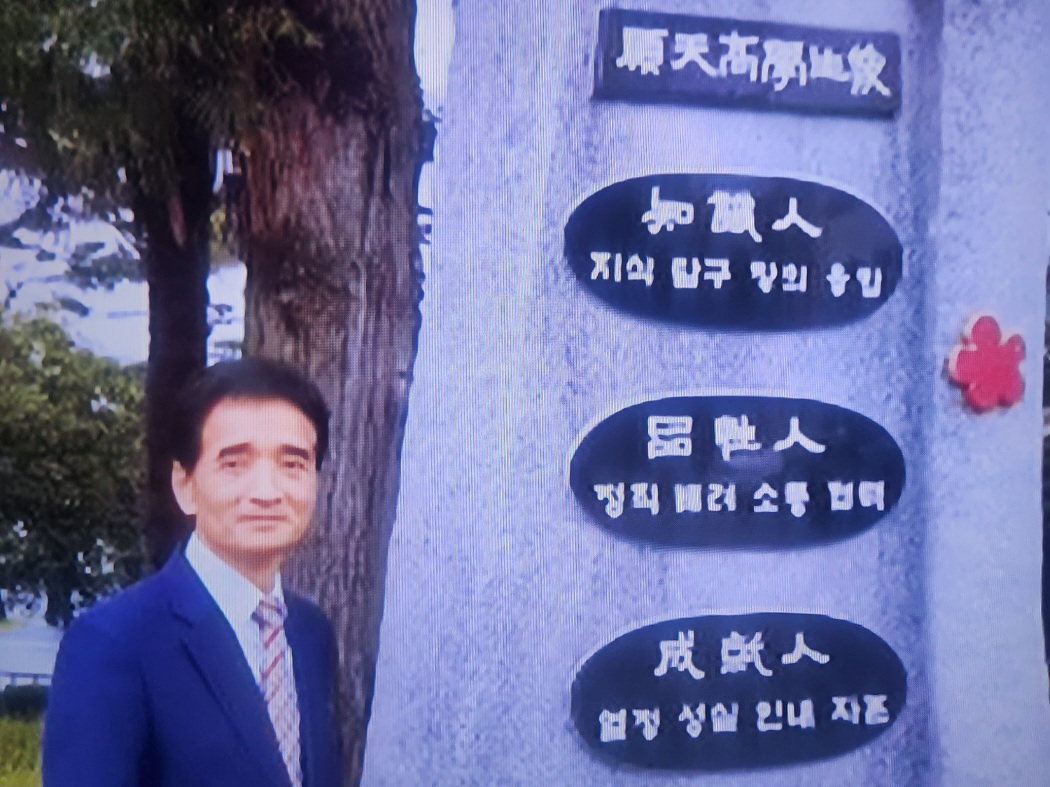 順天高學生像
知識人
지식 탐구 창의 융합
品性人
정직 배려 소통 협력
成就人
열정 성실 인내 자존